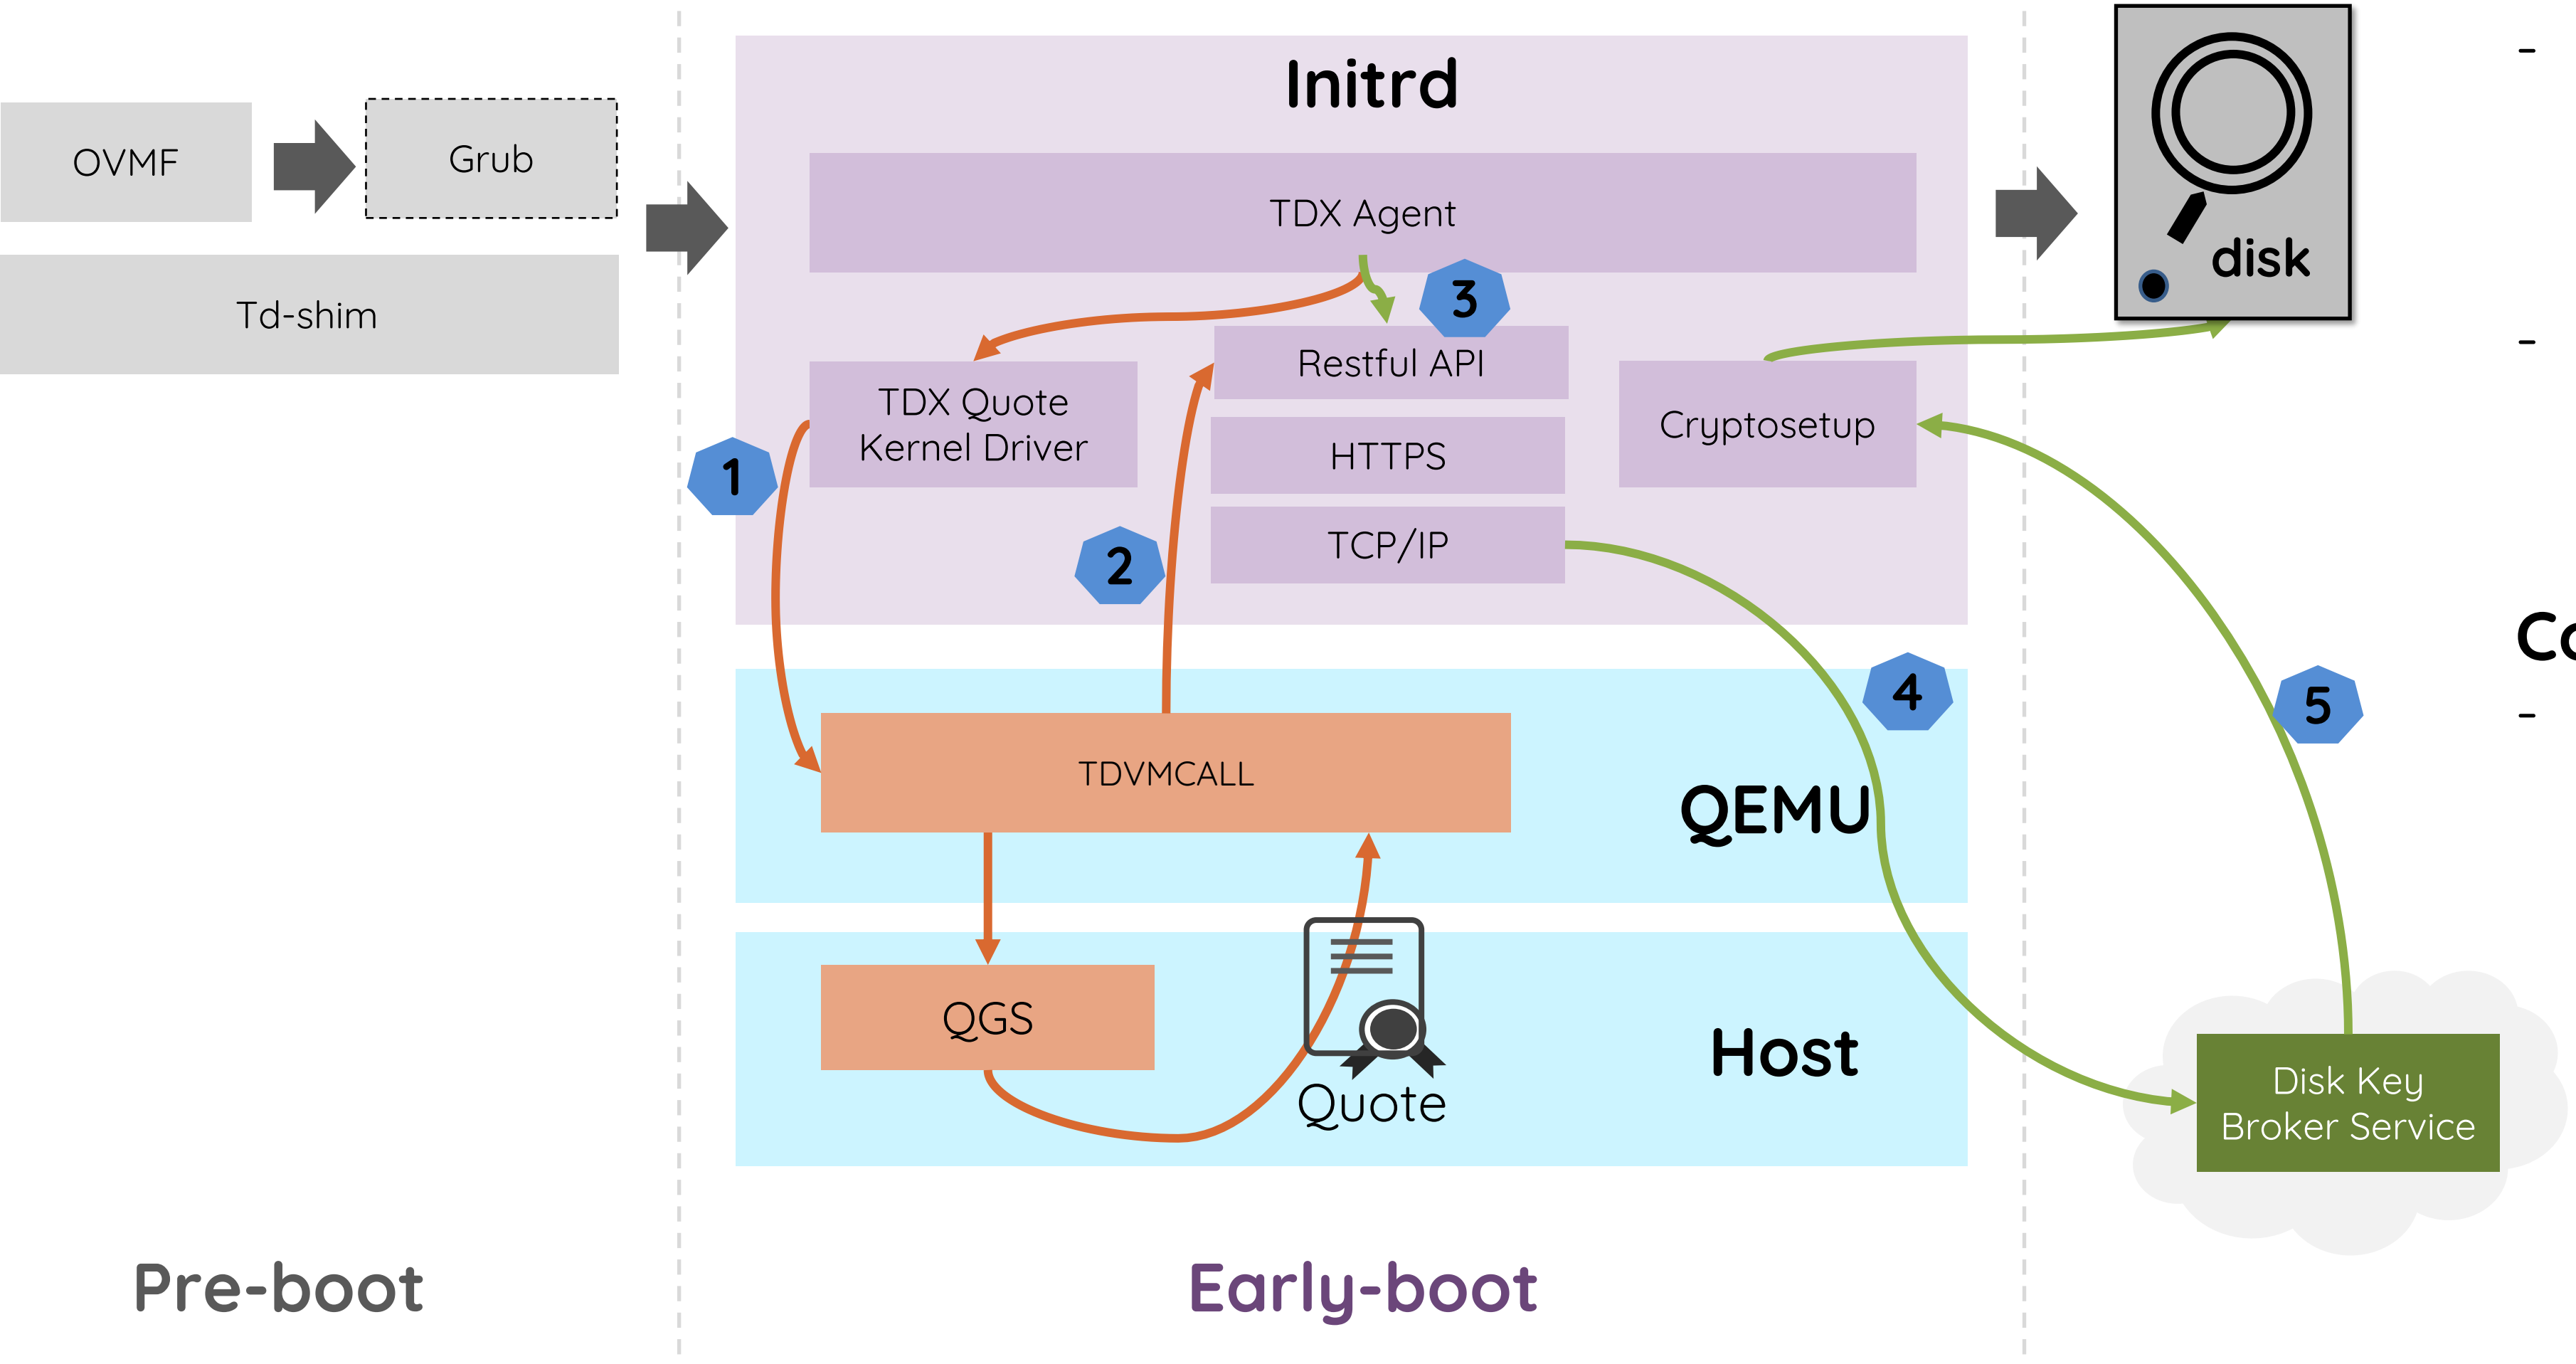 Initrd
OVMF
Grub
Td-shim
TDX Agent
disk
3
Restful API
TDX Quote
Kernel Driver
HTTPS
Cryptosetup
1
TCP/IP
2
4
5
TDVMCALL
QEMU
QGS
Quote
Host
Disk Key
Broker Service
Pre-boot
Early-boot